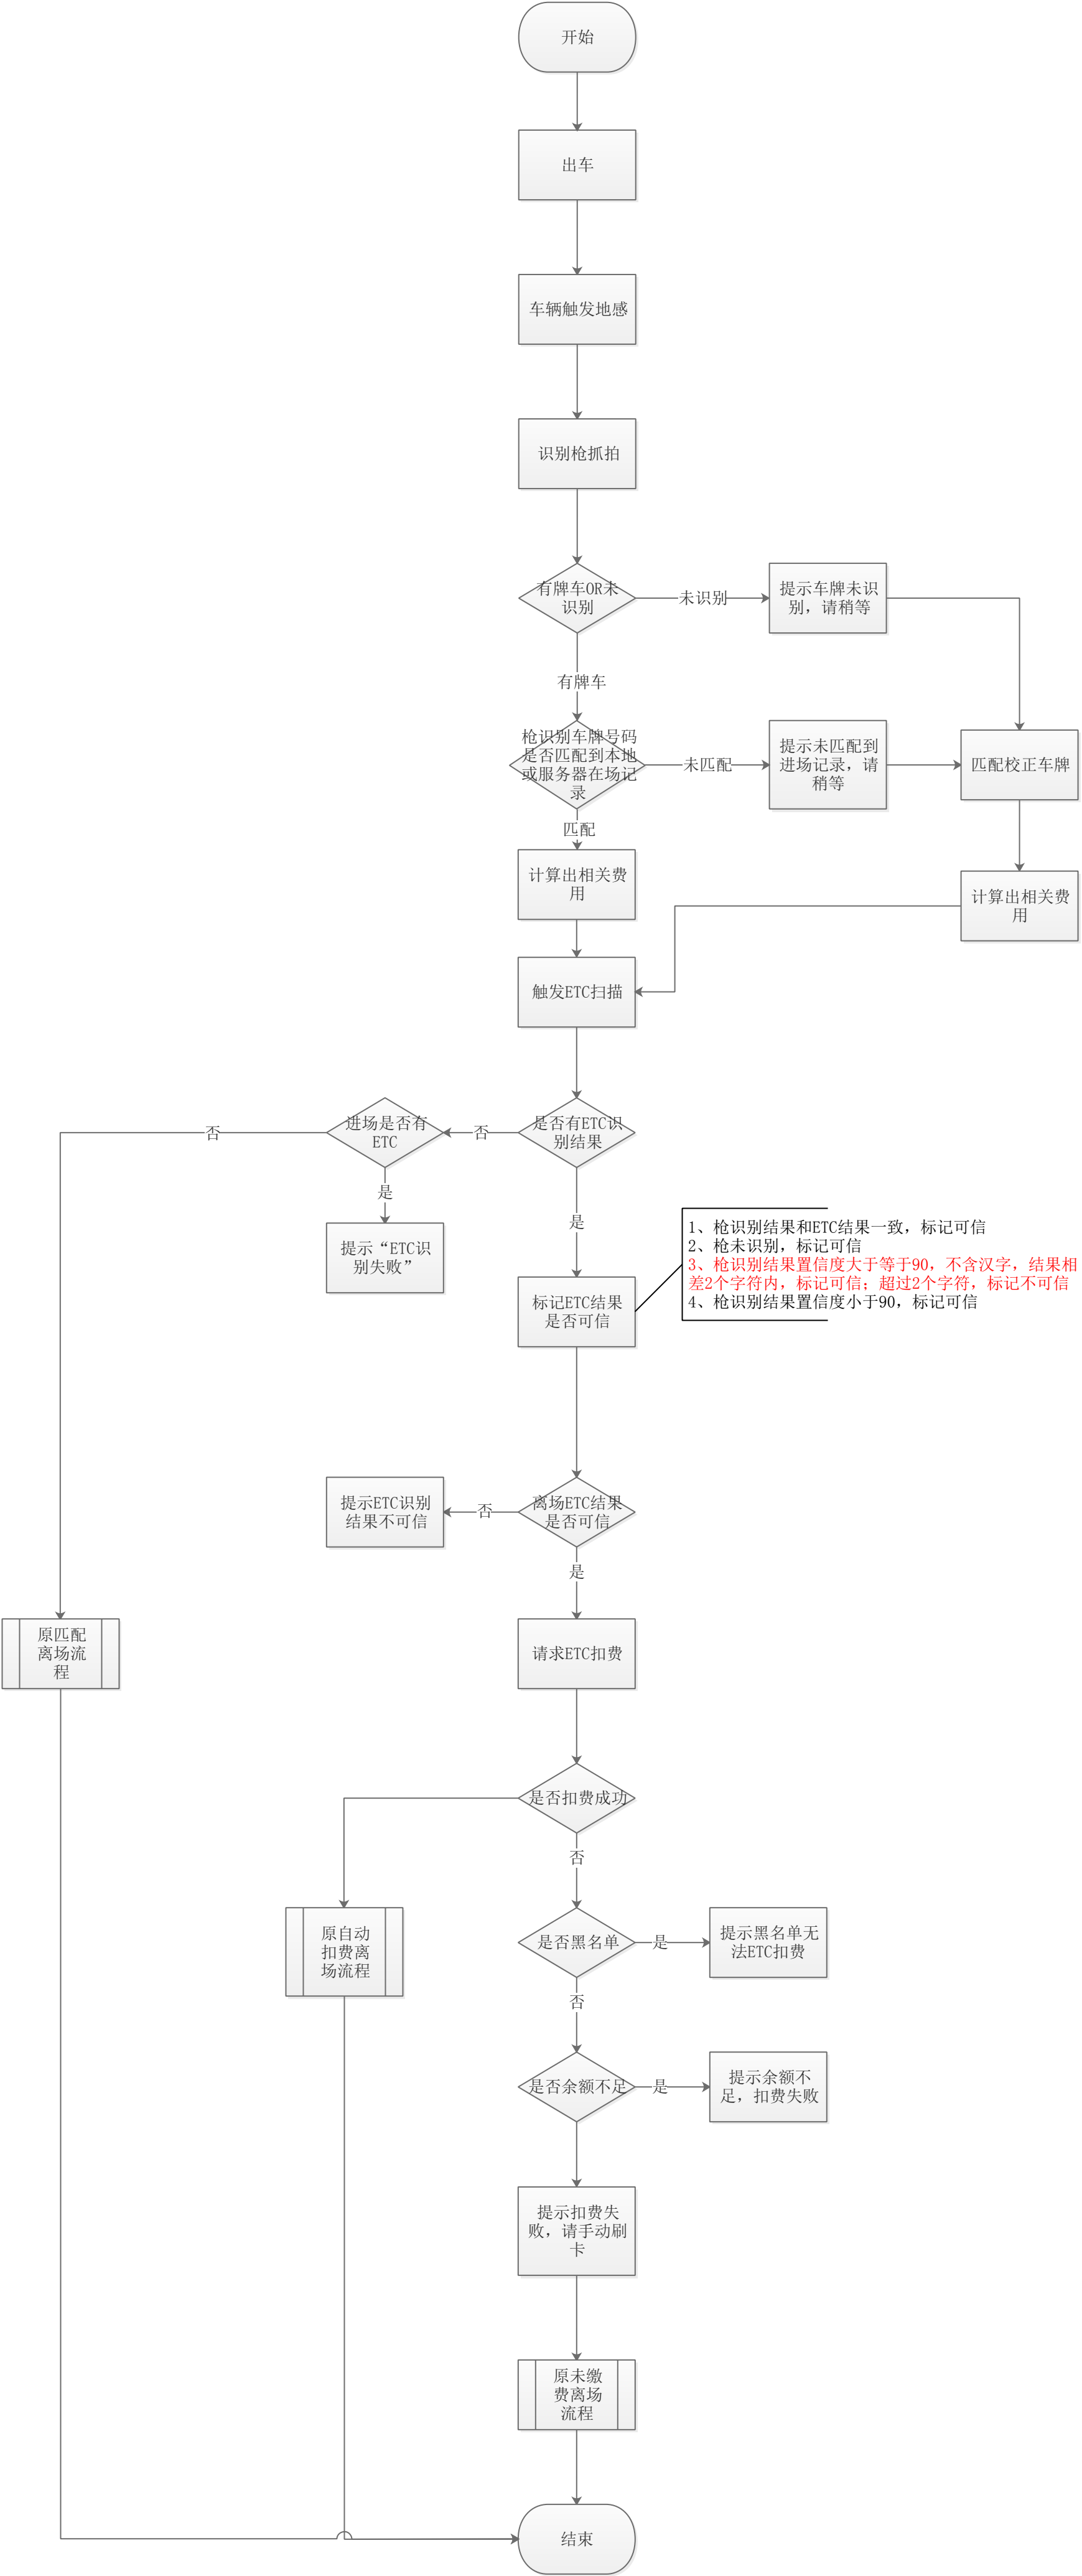 开始
出车
车辆触发地感
识别枪抓拍
有牌车OR未
识别
未识别
提示车牌未识
别，请稍等
有牌车
枪识别车牌号码
是否匹配到本地
或服务器在场记
录
未匹配
提示未匹配到
进场记录，请
稍等
匹配校正车牌
匹配
计算出相关费
用
计算出相关费
用
触发ETC扫描
是否有ETC识
别结果
否
进场是否有
ETC
否
是
提示“ETC识
别失败”
是
标记ETC结果
是否可信
1、枪识别结果和ETC结果一致，标记可信
2、枪未识别，标记可信
3、枪识别结果置信度大于等于90，不含汉字，结果相
差2个字符内，标记可信；超过2个字符，标记不可信
4、枪识别结果置信度小于90，标记可信
离场ETC结果
是否可信
否
提示ETC识别
结果不可信
是
原匹配
离场流
程
请求ETC扣费
是否扣费成功
否
原自动
扣费离
场流程
是否黑名单
是
提示黑名单无
法ETC扣费
否
是否余额不足
是
提示余额不
足，扣费失败
提示扣费失
败，请手动刷
卡
原未缴
费离场
流程
结束